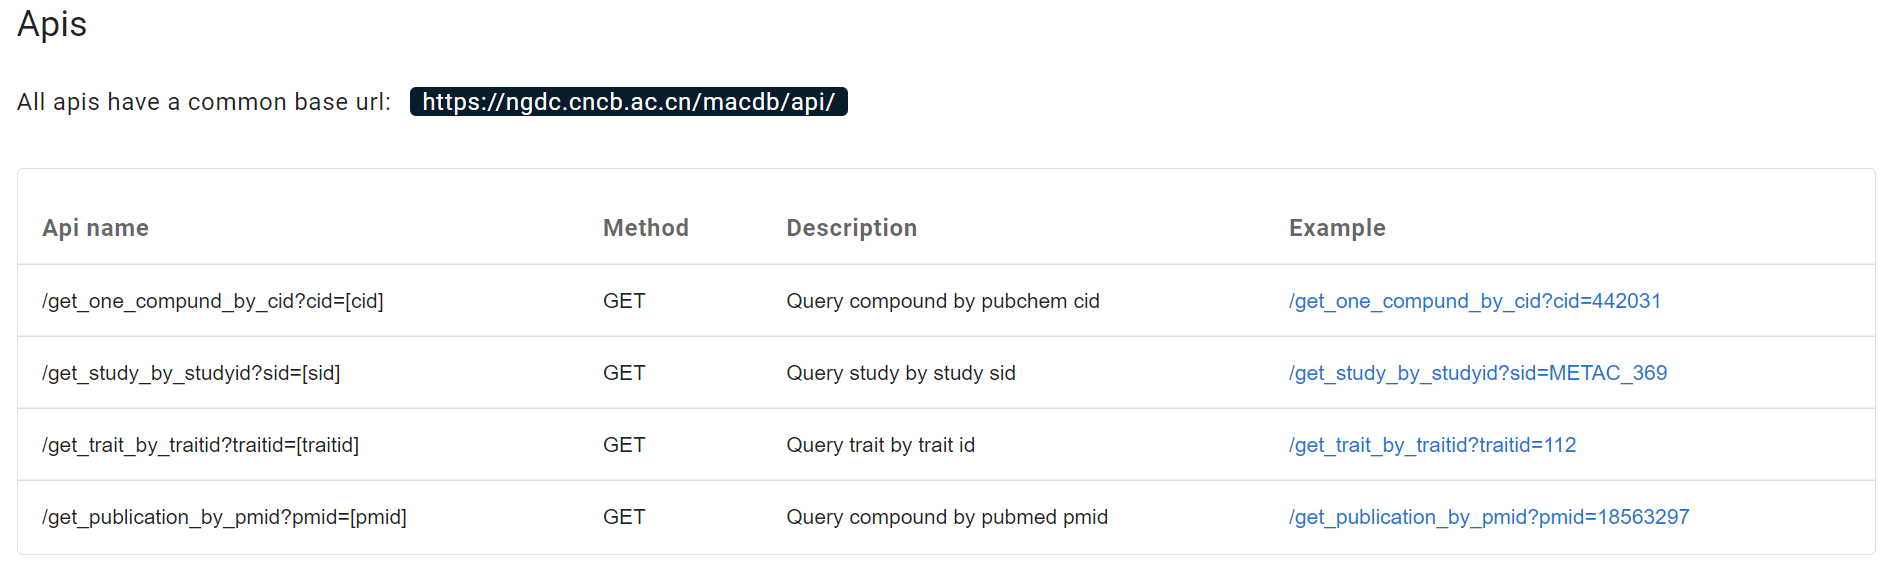 Apis
All apis have a common base url: https://ngdc.cncb.ac.cn/macdb/api/
Api name Method Description Example
/get_one_compund_by_cid?cid=[cid] GET Query compound by pubchem cid /get_one_compund_by_cid?cid=442031
/get_study_by_studyid?sid=[sid] GET Query study by study sid /get_study_by_studyid?sid=METAC_369
/get_trait_by_traitid?traitid=[traitid] GET Query trait by trait id /get_trait_by_traitid?traitid=112
/get_publication_by_pmid?pmid=[pmid] GET Query compound by pubmed pmid /get_publication_by_pmid?pmid=18563297